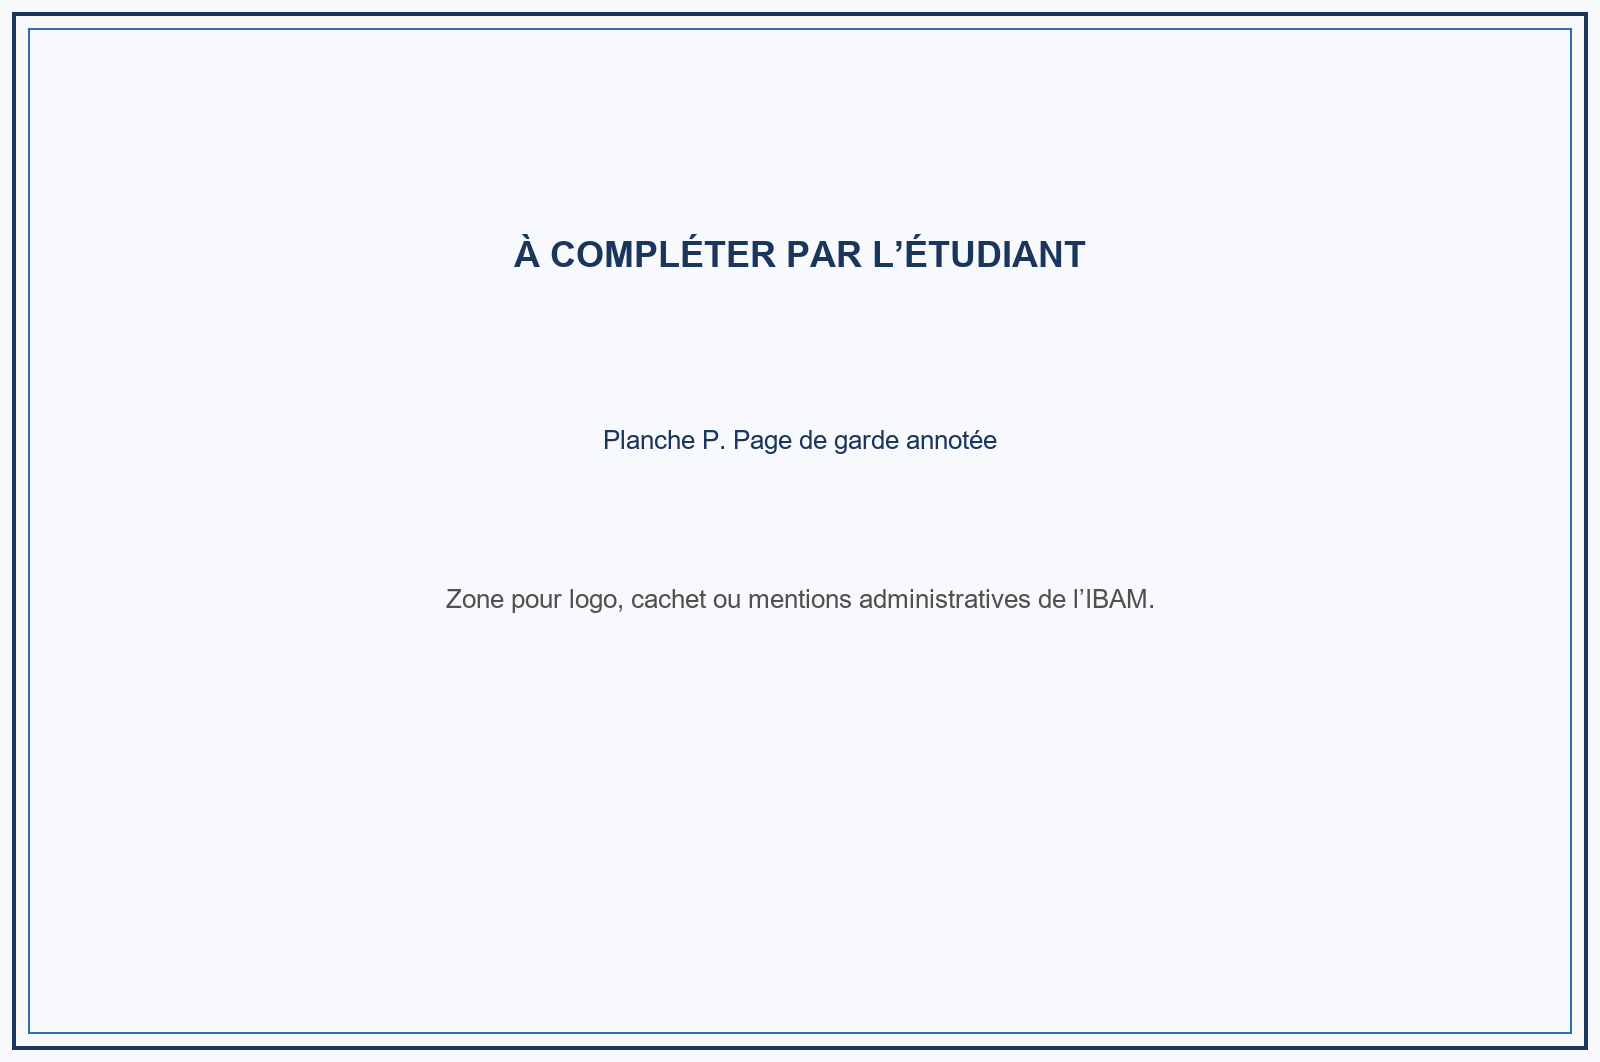 À COMPLÉTER PAR L’ÉTUDIANT
Planche P. Page de garde annotée
Zone pour logo, cachet ou mentions administratives de l’IBAM.